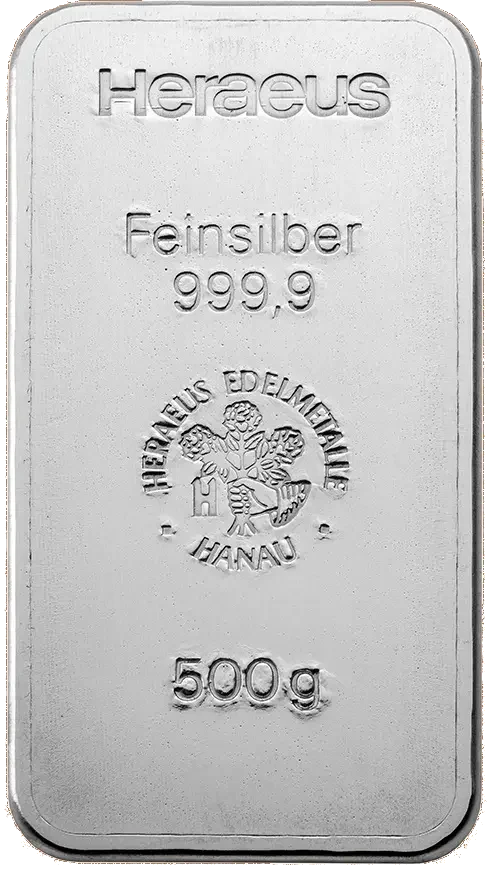 Heraeus
Feinsilber
999,9
HERAEUS EDELMETALLE
H
HANAU
500g